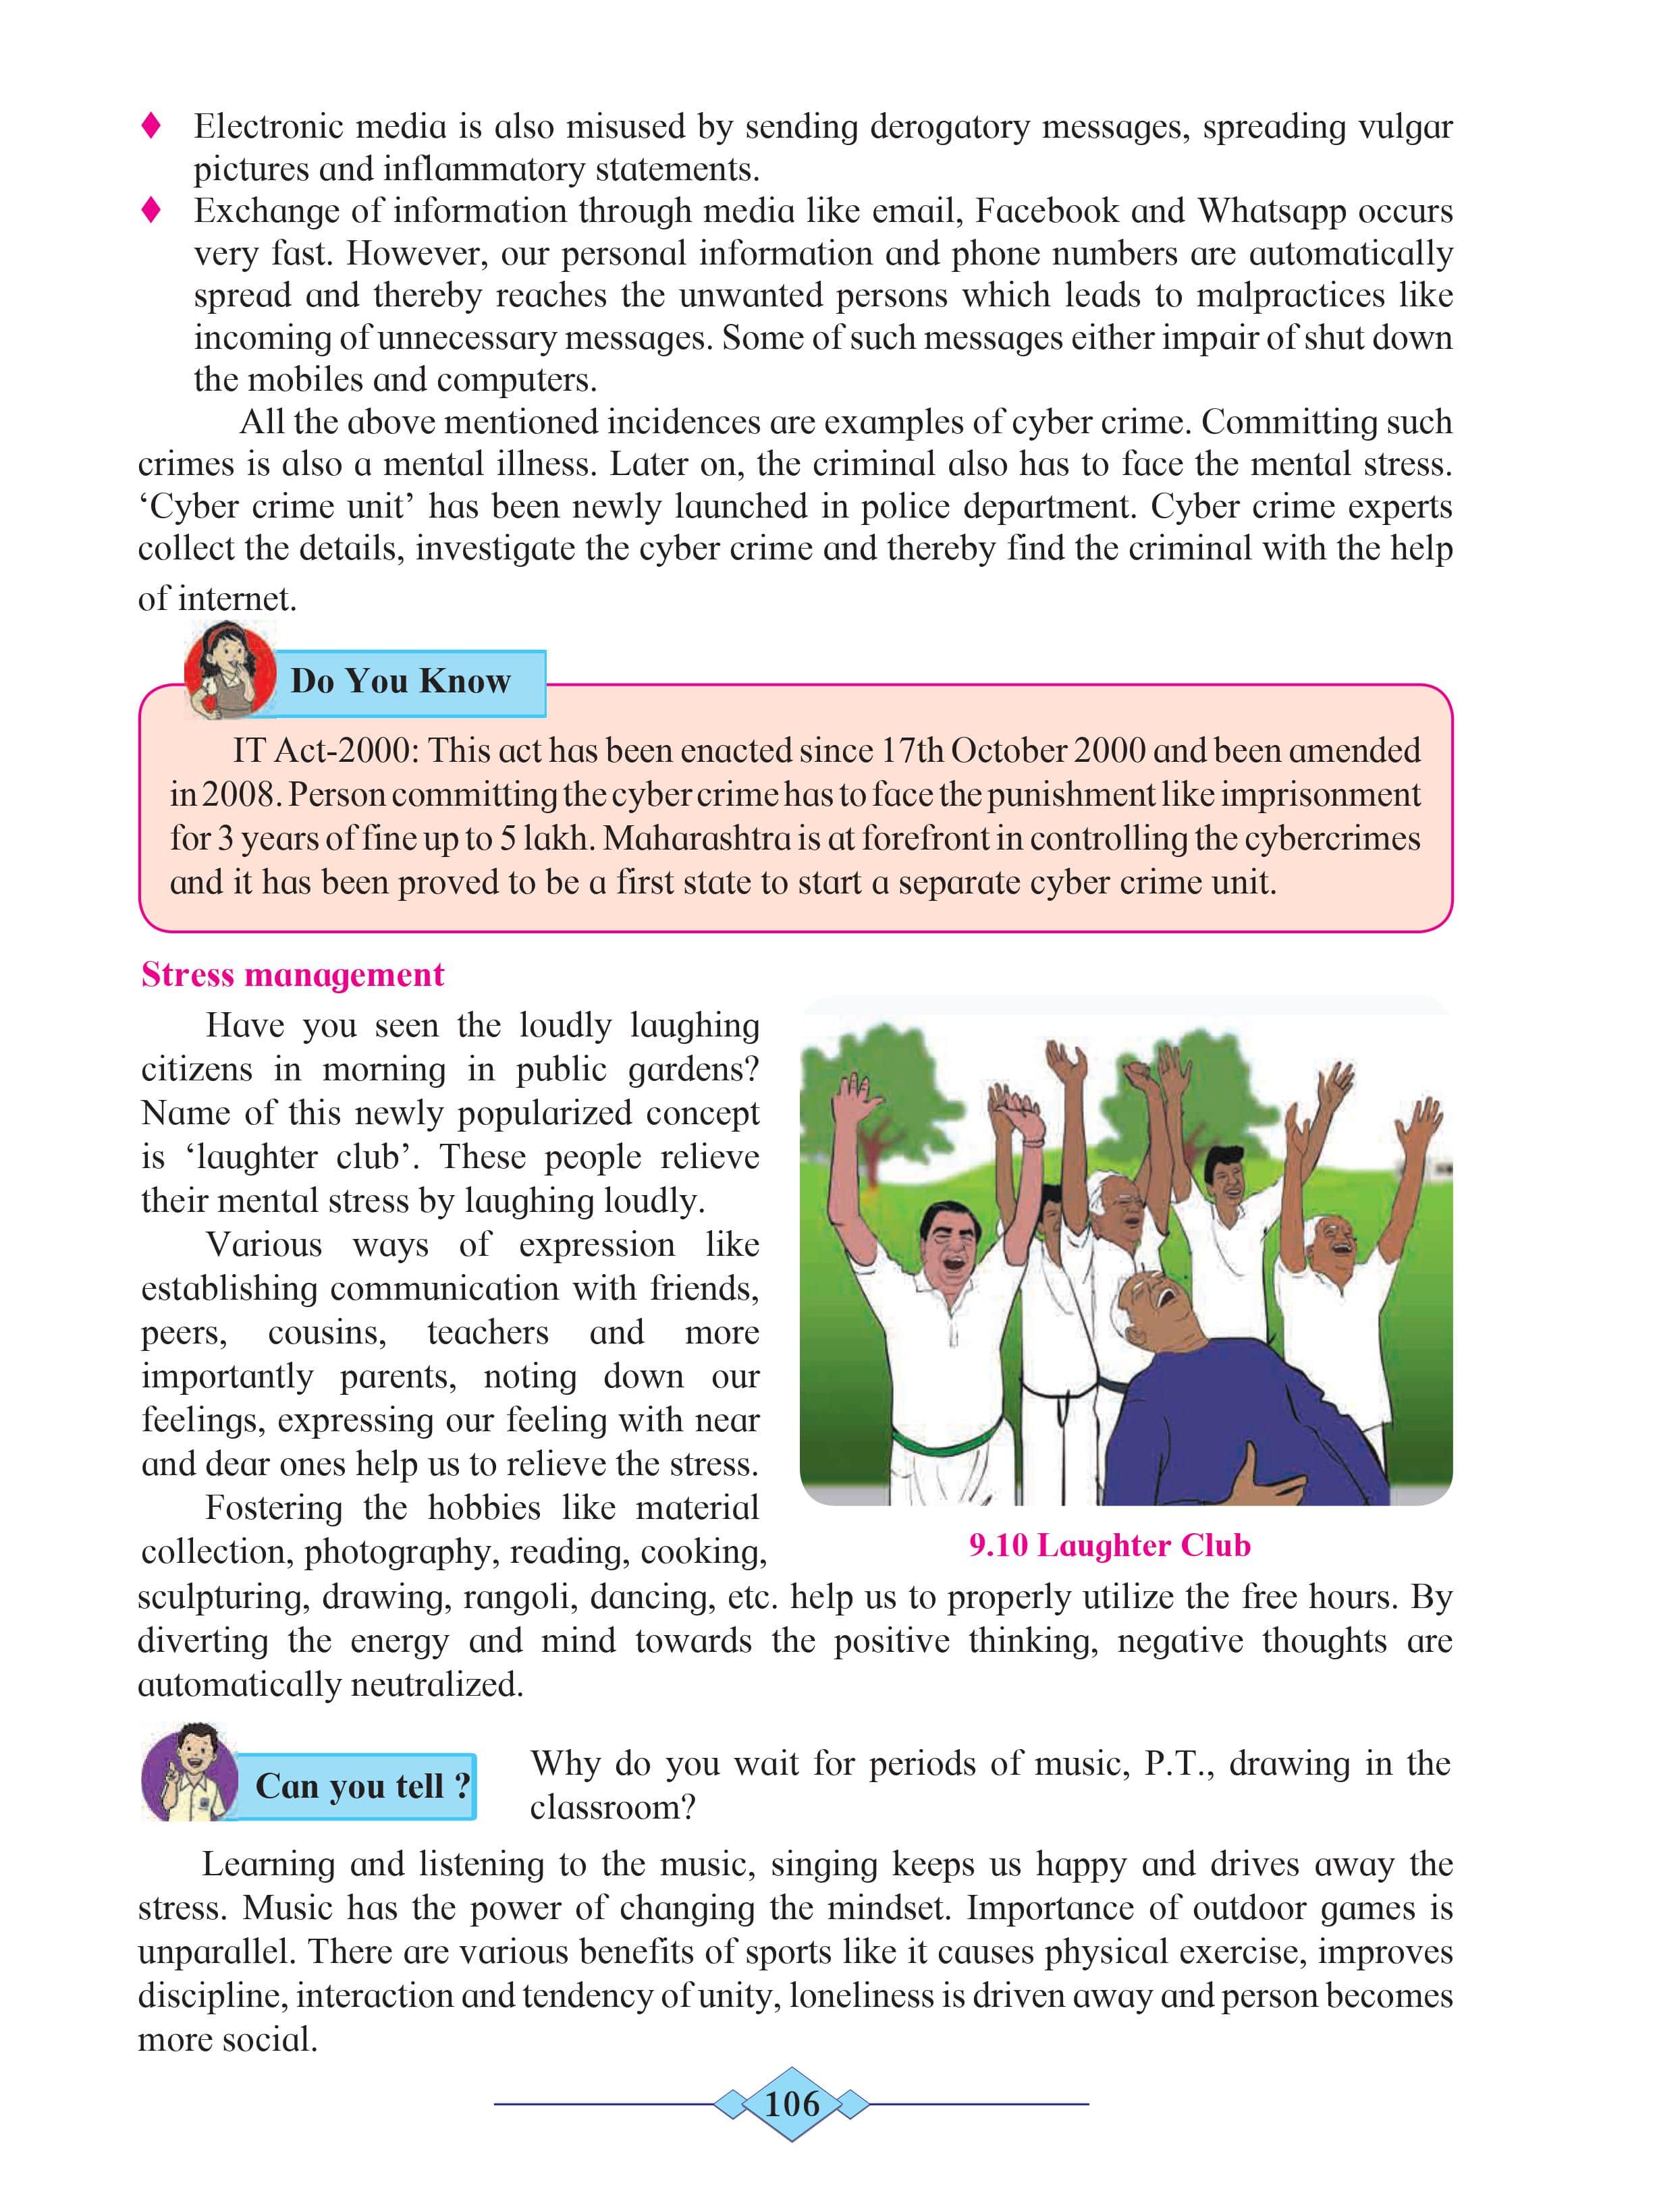 ♦ Electronic media is also misused by sending derogatory messages, spreading vulgar
pictures and inflammatory statements.
♦ Exchange of information through media like email, Facebook and Whatsapp occurs
very fast. However, our personal information and phone numbers are automatically
spread and thereby reaches the unwanted persons which leads to malpractices like
incoming of unnecessary messages. Some of such messages either impair of shut down
the mobiles and computers.
All the above mentioned incidences are examples of cyber crime. Committing such
crimes is also a mental illness. Later on, the criminal also has to face the mental stress.
‘Cyber crime unit’ has been newly launched in police department. Cyber crime experts
collect the details, investigate the cyber crime and thereby find the criminal with the help
of internet.
Do You Know
IT Act-2000: This act has been enacted since 17th October 2000 and been amended
in 2008. Person committing the cyber crime has to face the punishment like imprisonment
for 3 years of fine up to 5 lakh. Maharashtra is at forefront in controlling the cybercrimes
and it has been proved to be a first state to start a separate cyber crime unit.
Stress management
Have you seen the loudly laughing
citizens in morning in public gardens?
Name of this newly popularized concept
is ‘laughter club’. These people relieve
their mental stress by laughing loudly.
Various ways of expression like
establishing communication with friends,
peers, cousins, teachers and more
importantly parents, noting down our
feelings, expressing our feeling with near
and dear ones help us to relieve the stress.
Fostering the hobbies like material
collection, photography, reading, cooking,
9.10 Laughter Club
sculpturing, drawing, rangoli, dancing, etc. help us to properly utilize the free hours. By
diverting the energy and mind towards the positive thinking, negative thoughts are
automatically neutralized.
Can you tell ?
Why do you wait for periods of music, P.T., drawing in the
classroom?
Learning and listening to the music, singing keeps us happy and drives away the
stress. Music has the power of changing the mindset. Importance of outdoor games is
unparallel. There are various benefits of sports like it causes physical exercise, improves
discipline, interaction and tendency of unity, loneliness is driven away and person becomes
more social.
106